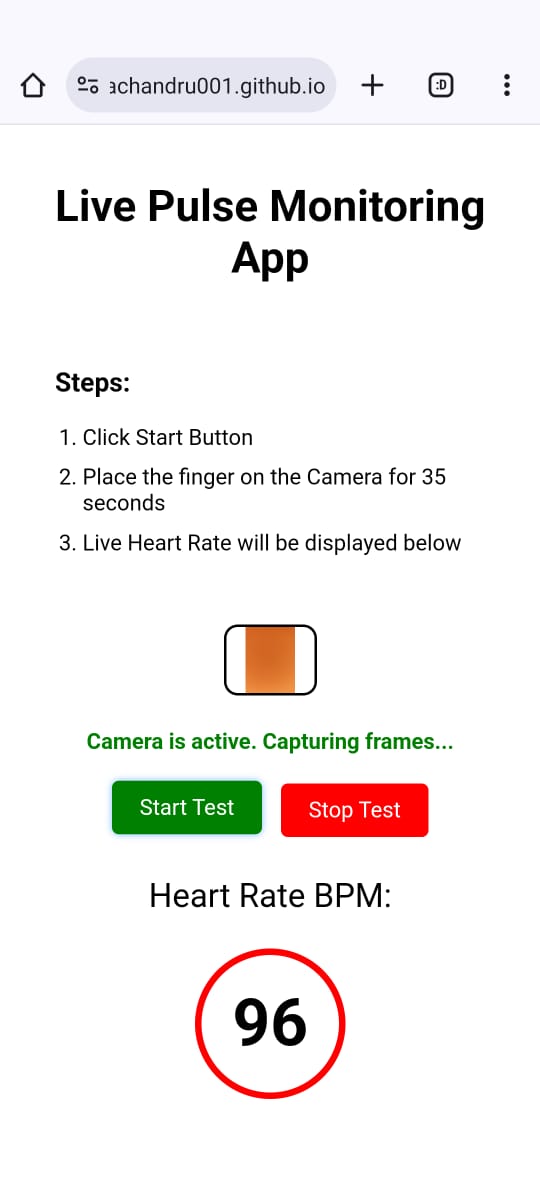 achandru001.github.io
:D
Live Pulse Monitoring
App
Steps:
1. Click Start Button
2. Place the finger on the Camera for 35
seconds
3. Live Heart Rate will be displayed below
Camera is active. Capturing frames...
Start Test
Stop Test
Heart Rate BPM:
96